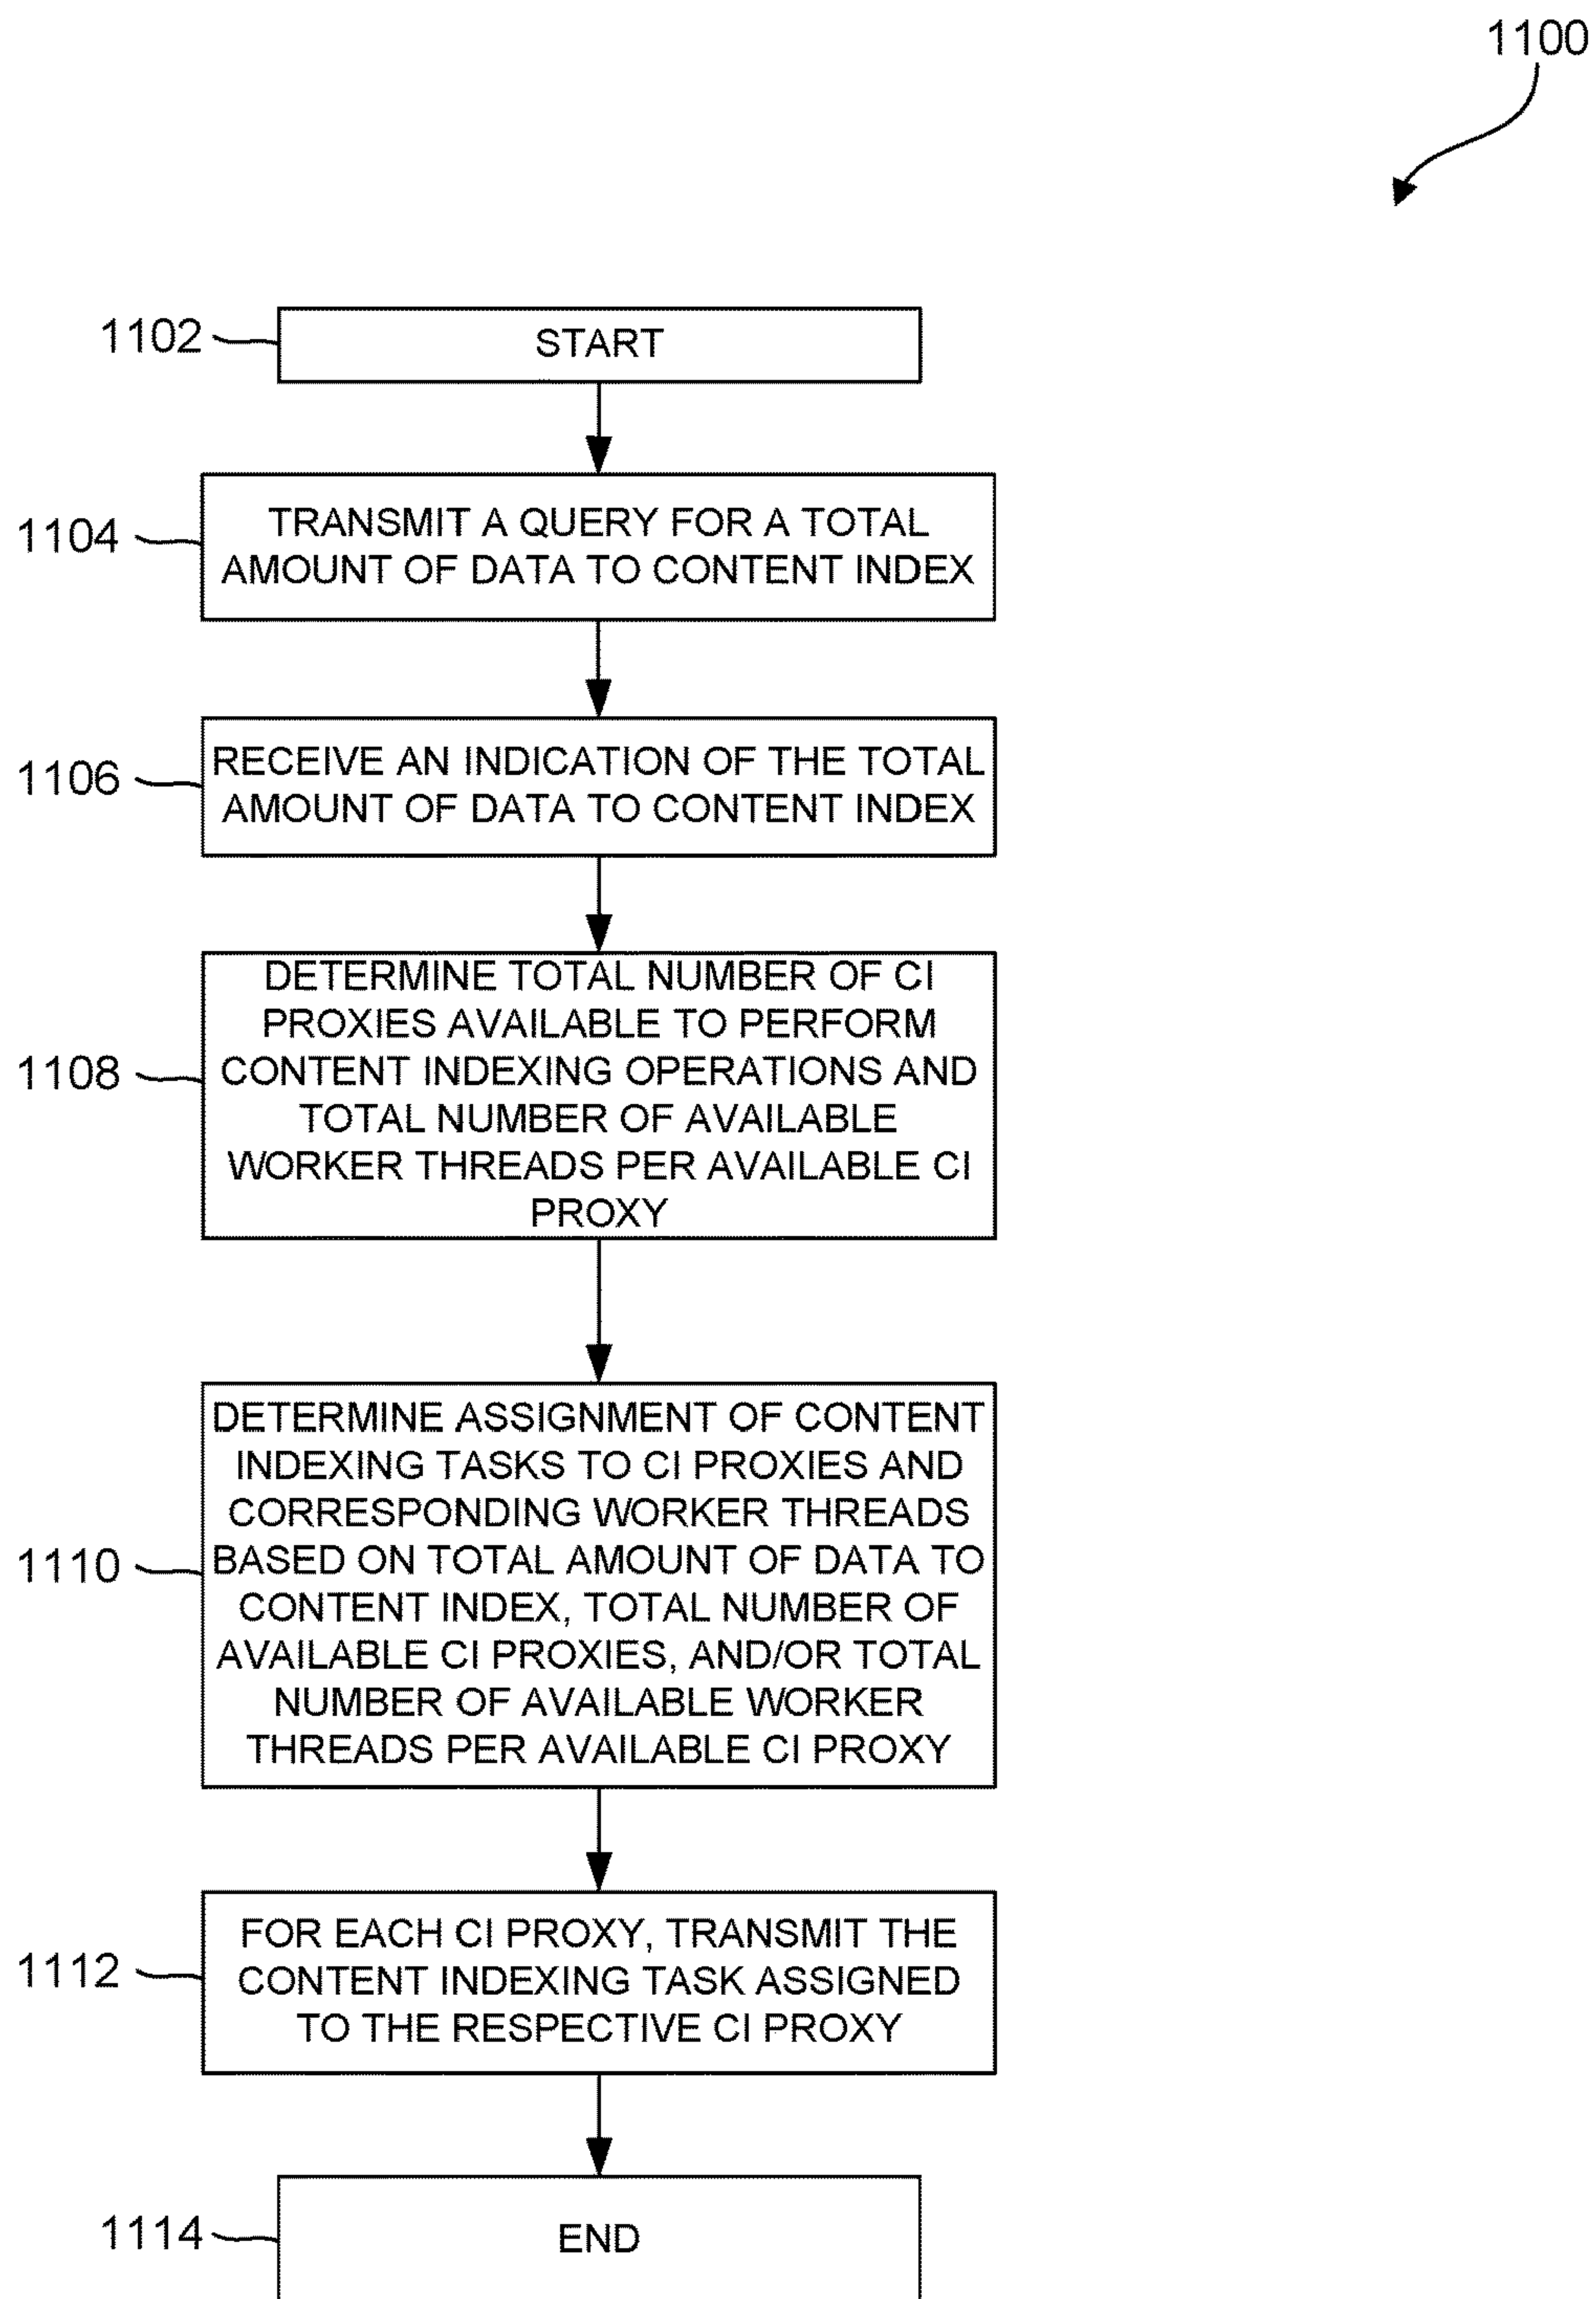 1100
1102
START
1104
TRANSMIT A QUERY FOR A TOTAL
AMOUNT OF DATA TO CONTENT INDEX
1106
RECEIVE AN INDICATION OF THE TOTAL
AMOUNT OF DATA TO CONTENT INDEX
1108
DETERMINE TOTAL NUMBER OF CI
PROXIES AVAILABLE TO PERFORM
CONTENT INDEXING OPERATIONS AND
TOTAL NUMBER OF AVAILABLE
WORKER THREADS PER AVAILABLE CI
PROXY
1110
DETERMINE ASSIGNMENT OF CONTENT
INDEXING TASKS TO CI PROXIES AND
CORRESPONDING WORKER THREADS
BASED ON TOTAL AMOUNT OF DATA TO
CONTENT INDEX, TOTAL NUMBER OF
AVAILABLE CI PROXIES, AND/OR TOTAL
NUMBER OF AVAILABLE WORKER
THREADS PER AVAILABLE CI PROXY
1112
FOR EACH CI PROXY, TRANSMIT THE
CONTENT INDEXING TASK ASSIGNED
TO THE RESPECTIVE CI PROXY
1114
END